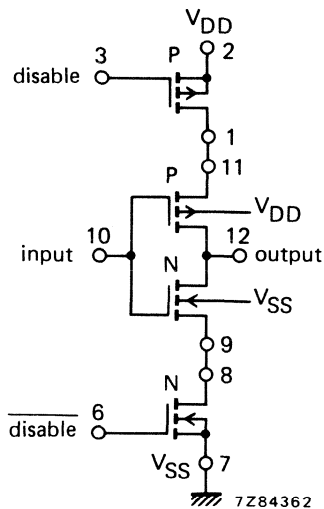 VDD
3
P
2
disable
1
11
P
VDD
10
12
input
output
N
VSS
9
8
N
6
disable
VSS
7
7Z84362